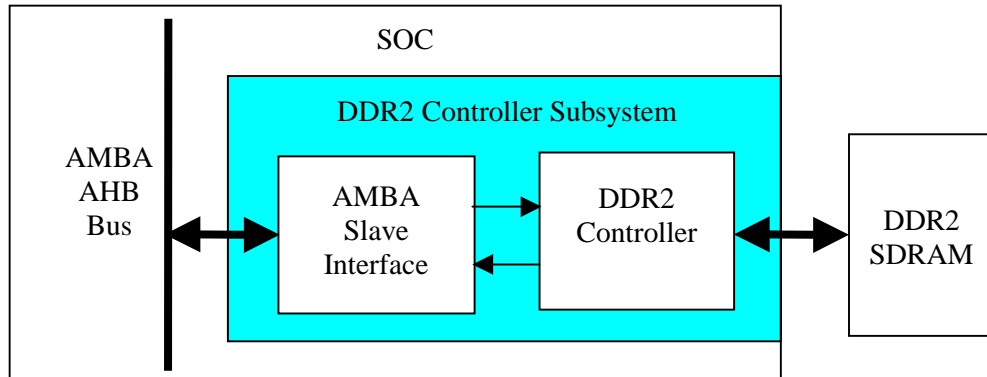 SOC
DDR2 Controller Subsystem
AMBA
AHB
Bus
AMBA
Slave
Interface
DDR2
Controller
DDR2
SDRAM